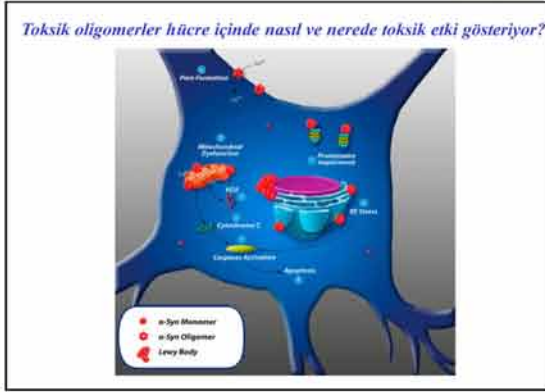 Toksik oligomerler hücre içinde nasıl ve nerede toksik etki gösteriyor?
Pore Formation
Mitochondrial
Dysfunction
Proteasome
Impairment
ROS
ER Stress
Cytochrome C
Caspases Activation
Apoptosis
α-Syn Monomer
α-Syn Oligomer
Lewy Body